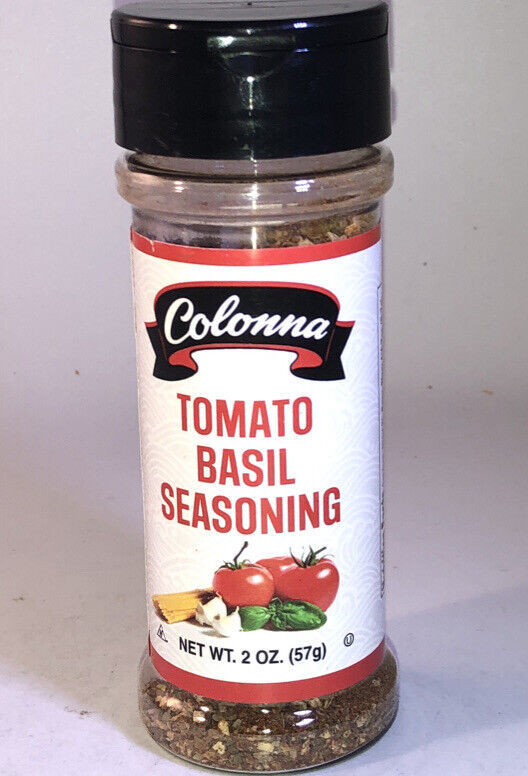 Colonna
TOMATO
BASIL
SEASONING
NET WT. 2 OZ. (57g)
U